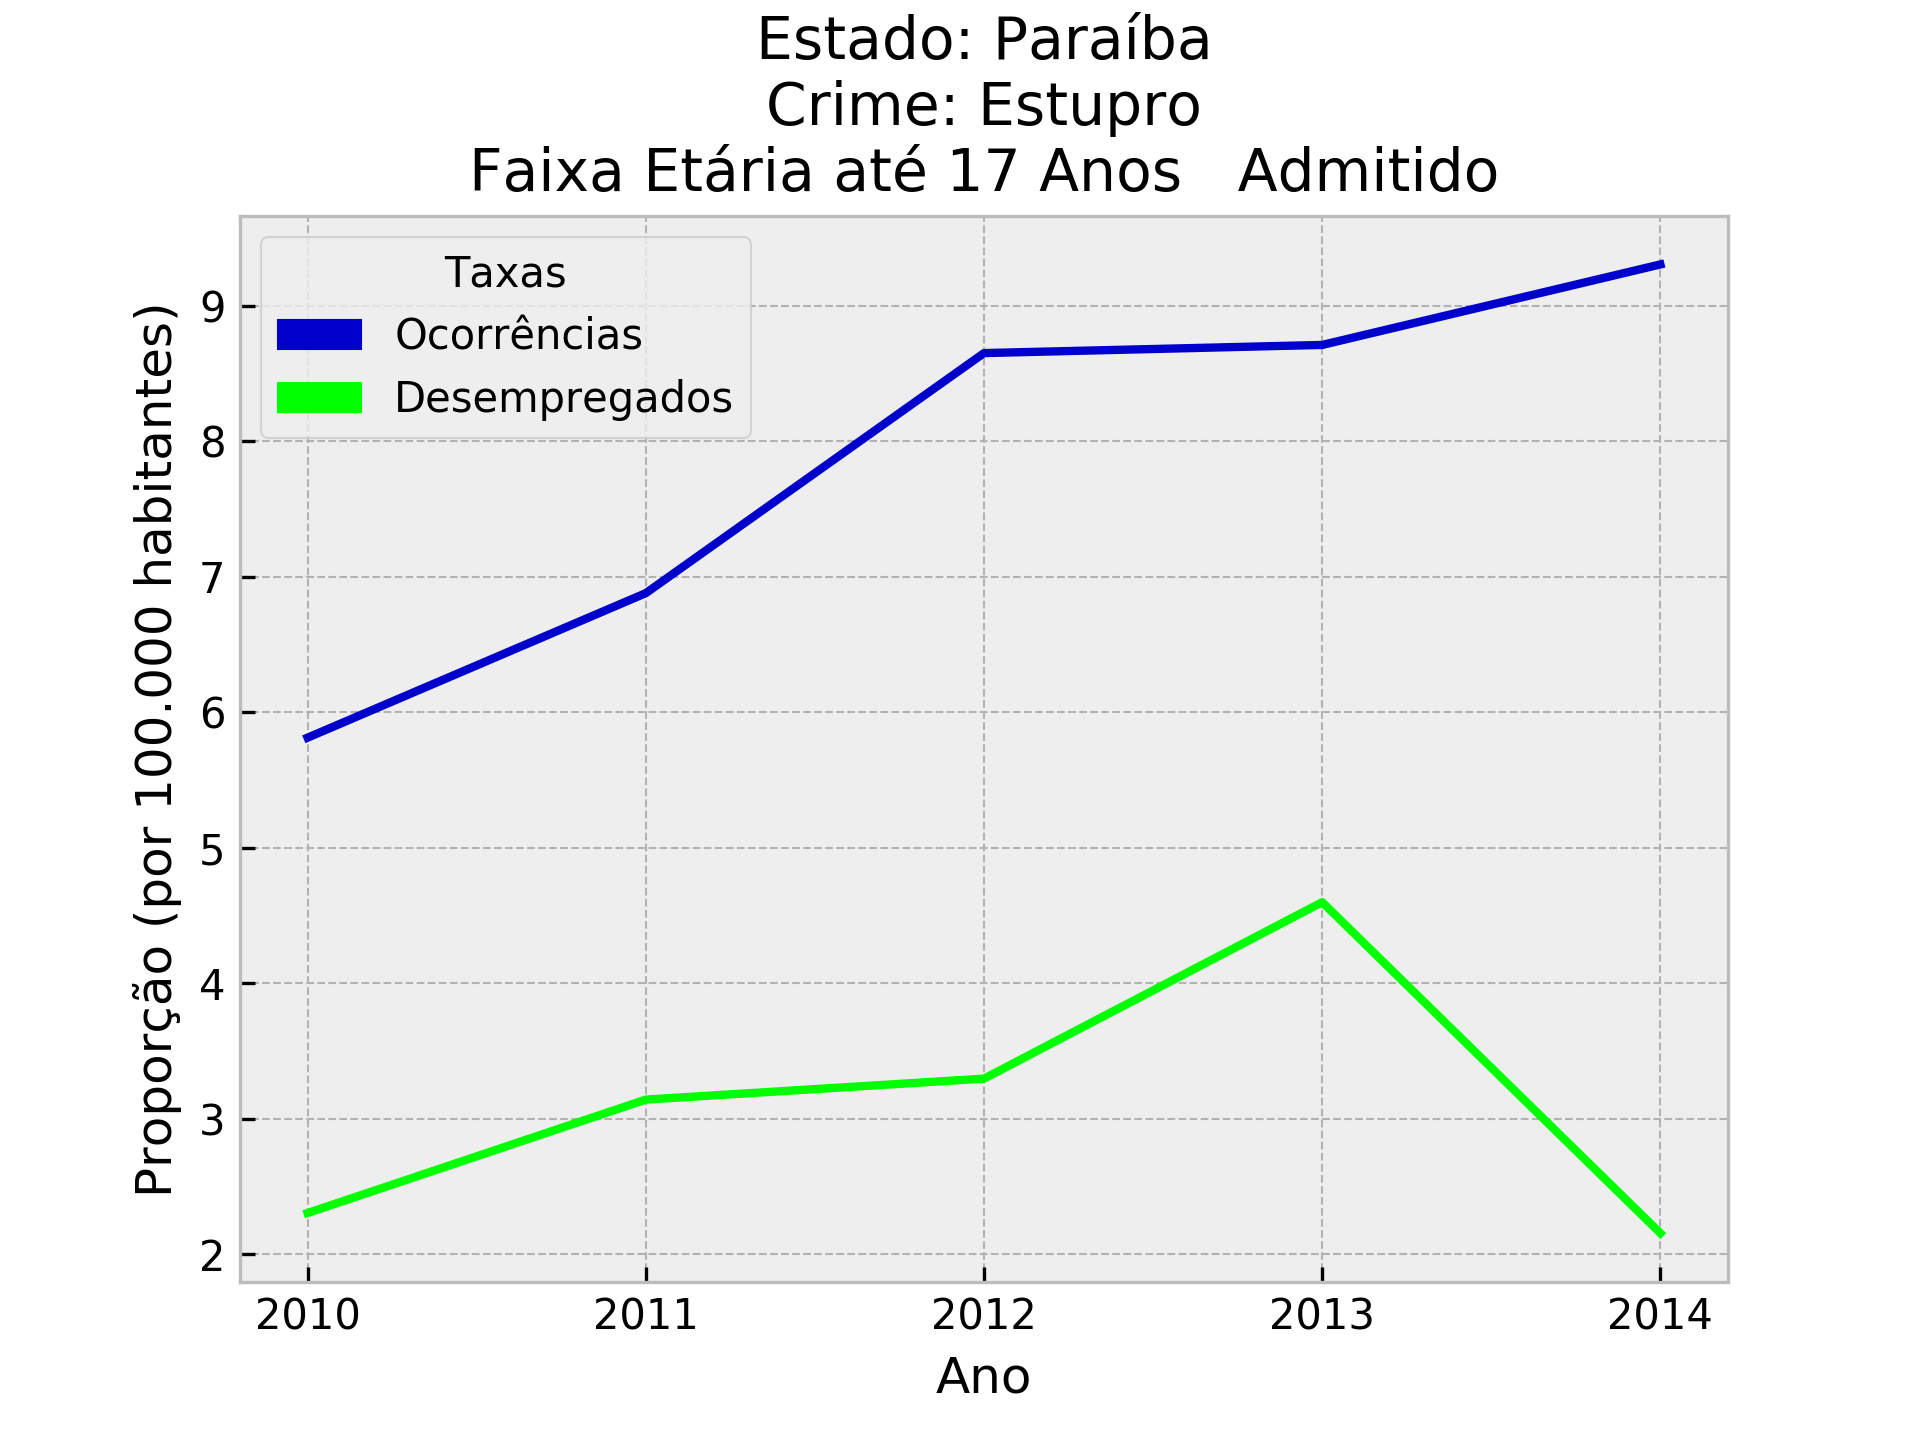 Estado: Paraíba
Crime: Estupro
Faixa Etária até 17 Anos   Admitido
Taxas
Ocorrências
Desempregados
Proporção (por 100.000 habitantes)
9
8
7
6
5
4
3
2
2010 2011 2012 2013 2014
Ano